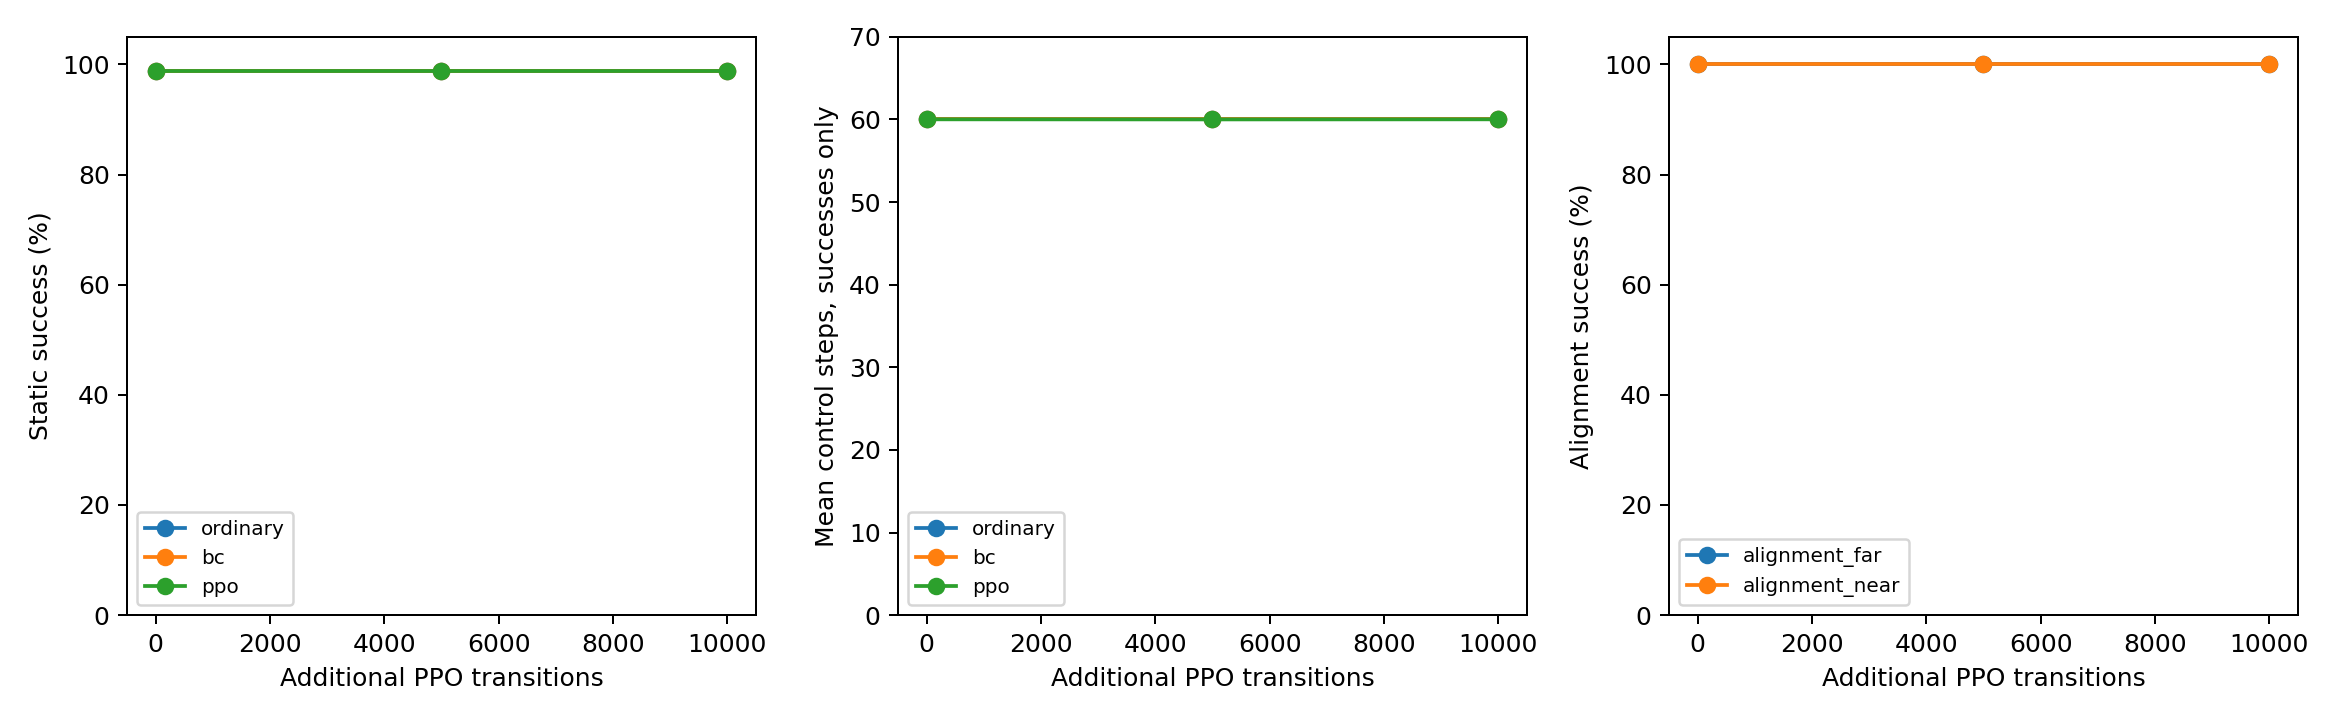 Static success (%)
100
80
60
40
20
0
ordinary
bc
ppo
0 2000 4000 6000 8000 10000
Additional PPO transitions
Mean control steps, successes only
70
60
50
40
30
20
10
0
ordinary
bc
ppo
0 2000 4000 6000 8000 10000
Additional PPO transitions
Alignment success (%)
100
80
60
40
20
0
alignment_far
alignment_near
0 2000 4000 6000 8000 10000
Additional PPO transitions